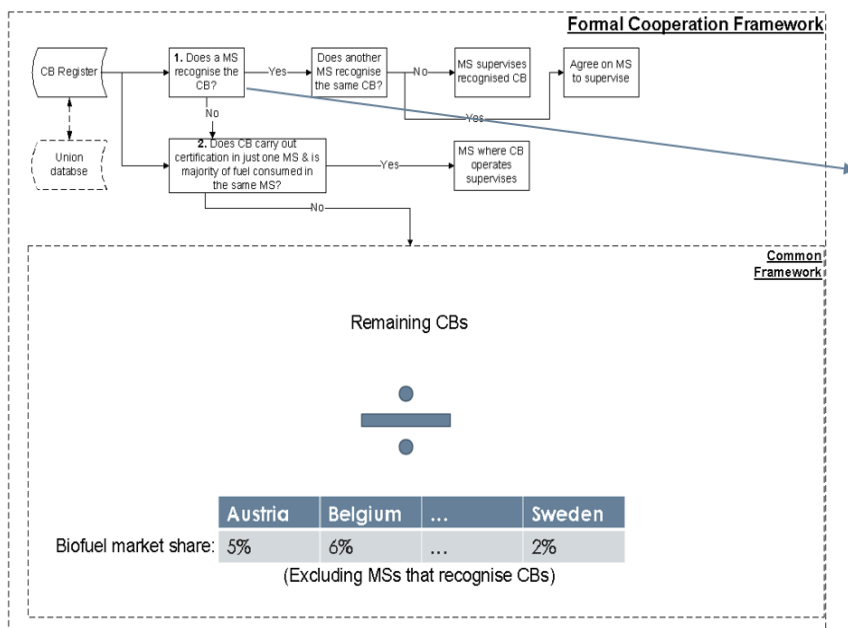 Formal Cooperation Framework
CB Register
1. Does a MS
recognise the
CB?
Yes
Does another
MS recognise
the same CB?
No
MS supervises
recognised CB
Yes
Agree on MS
to supervise
No
Union
databse
2. Does CB carry out
certification in just one MS & is
majority of fuel consumed in
the same MS?
Yes
MS where CB
operates
supervises
No
Common
Framework
Remaining CBs
Austria Belgium ... Sweden
Biofuel market share: 5% 6% ... 2%
(Excluding MSs that recognise CBs)